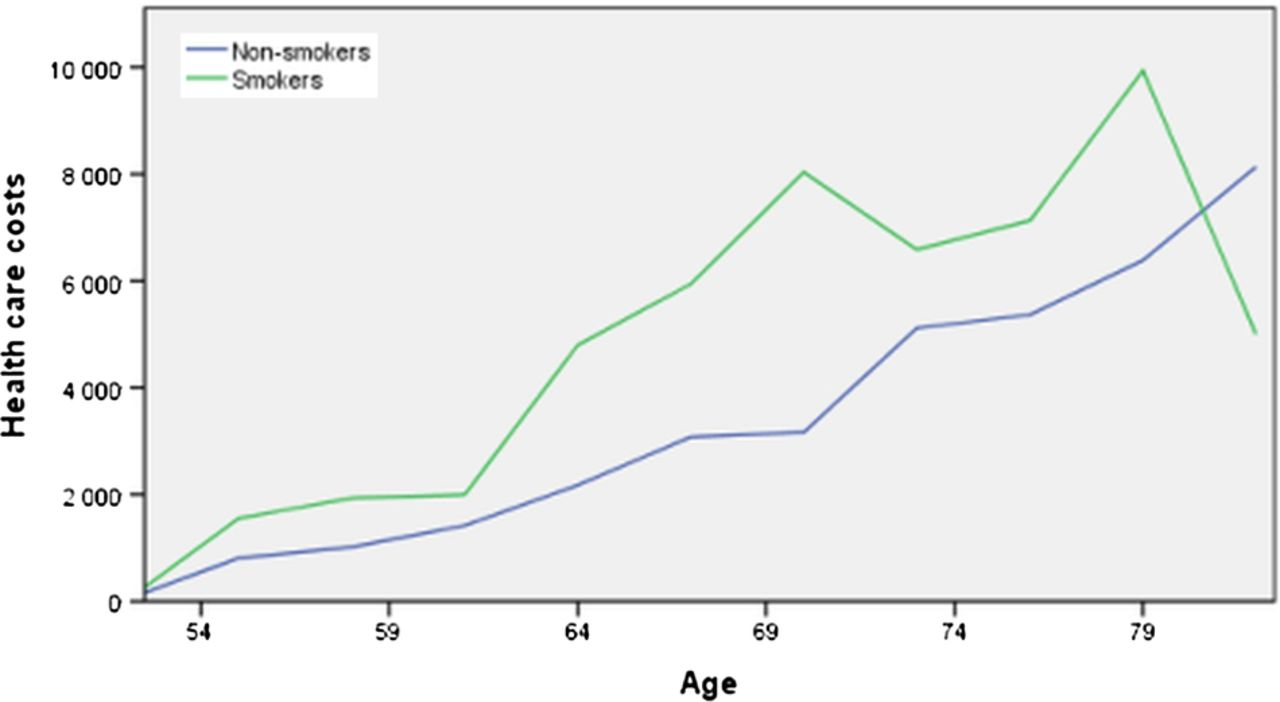 Non-smokers
Smokers
10 000
8 000
6 000
4 000
2 000
0
Health care costs
54 59 64 69 74 79
Age